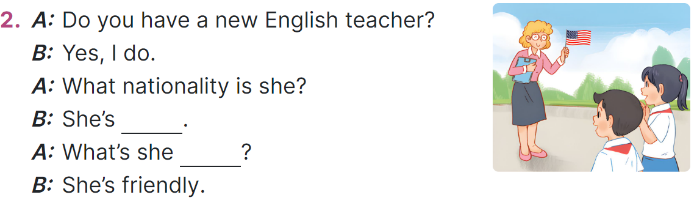 2. A: Do you have a new English teacher?
B: Yes, I do.
A: What nationality is she?
B: She's ______.
A: What's she ______?
B: She's friendly.